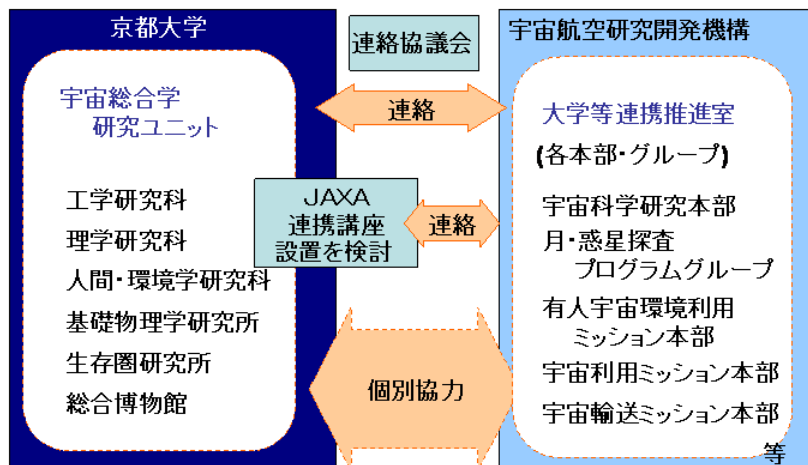 京都大学
宇宙総合学
研究ユニット
工学研究科
理学研究科
人間・環境学研究科
基礎物理学研究所
生存圏研究所
総合博物館
連絡協議会
連絡
JAXA
連携講座
設置を検討
連絡
個別協力
宇宙航空研究開発機構
大学等連携推進室
(各本部・グループ)
宇宙科学研究本部
月・惑星探査
プログラムグループ
有人宇宙環境利用
ミッション本部
宇宙利用ミッション本部
宇宙輸送ミッション本部
等